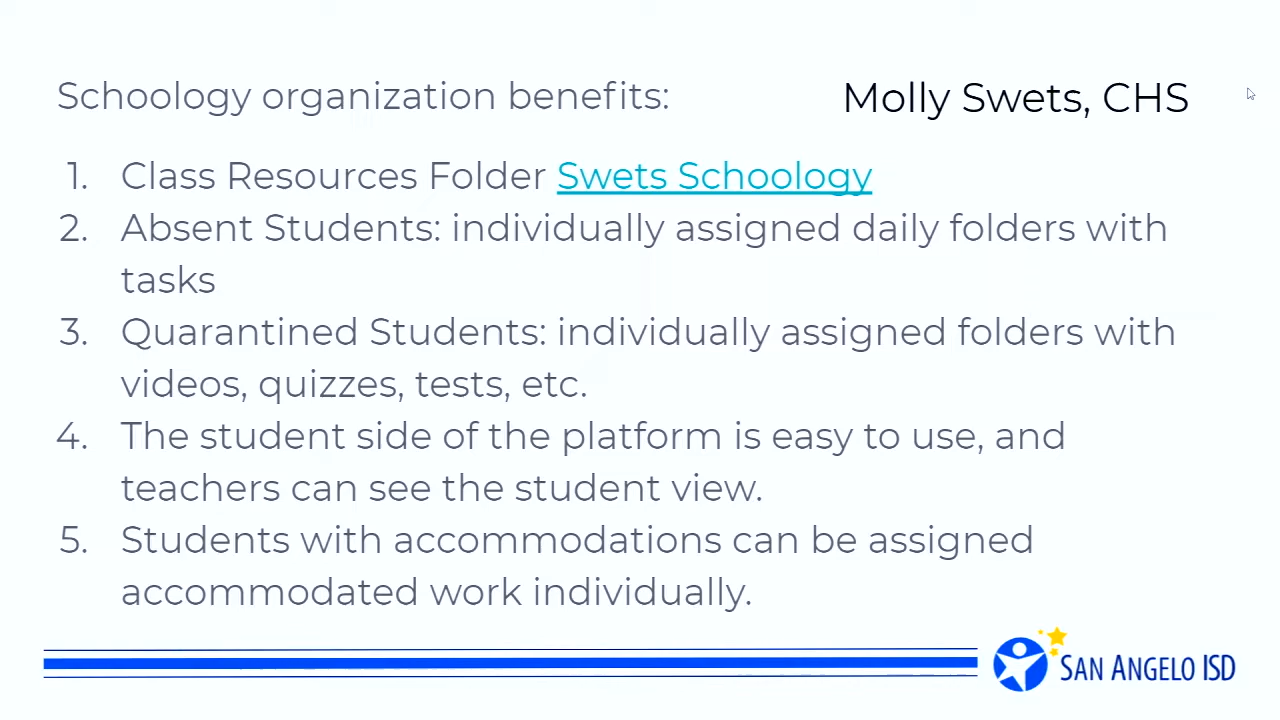 Schoology organization benefits:
Molly Swets, CHS
1. Class Resources Folder Swets Schoology
2. Absent Students: individually assigned daily folders with
tasks
3. Quarantined Students: individually assigned folders with
videos, quizzes, tests, etc.
4. The student side of the platform is easy to use, and
teachers can see the student view.
5. Students with accommodations can be assigned
accommodated work individually.
SAN ANGELO ISD